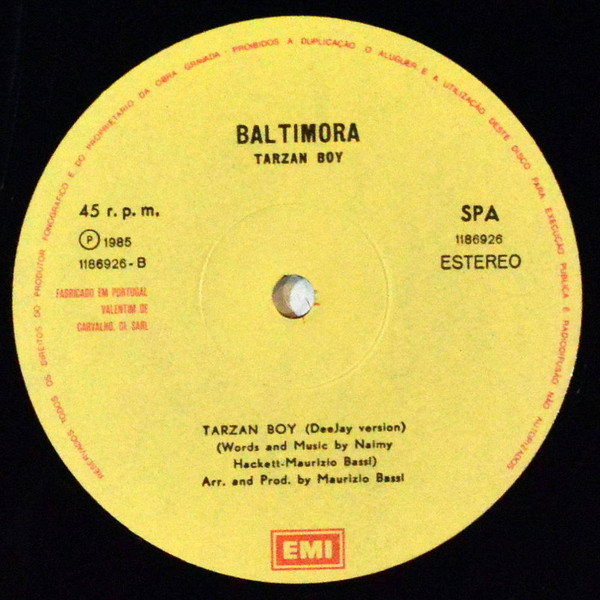 RESERVADOS TODOS OS DIREITOS DO PRODUTOR FONOGRÁFICO E DO PROPRIETÁRIO DA OBRA GRAVADA - PROIBIDOS A DUPLICAÇÃO O ALUGUER E A UTILIZAÇÃO DESTE DISCO PARA EXECUÇÃO PUBLICA E RADIODIFUSÃO NÃO AUTORIZADOS
BALTIMORA
TARZAN BOY
45 r. p. m.
Ⓟ 1985
1186926-B
SPA
1186926
ESTEREO
FABRICADO EM PORTUGAL
VALENTIM DE
CARVALHO, CI. SARL
TARZAN BOY (DeeJay version)
(Words and Music by Naimy
Hackett-Maurizio Bassi)
Arr. and Prod. by Maurizio Bassi
EMI